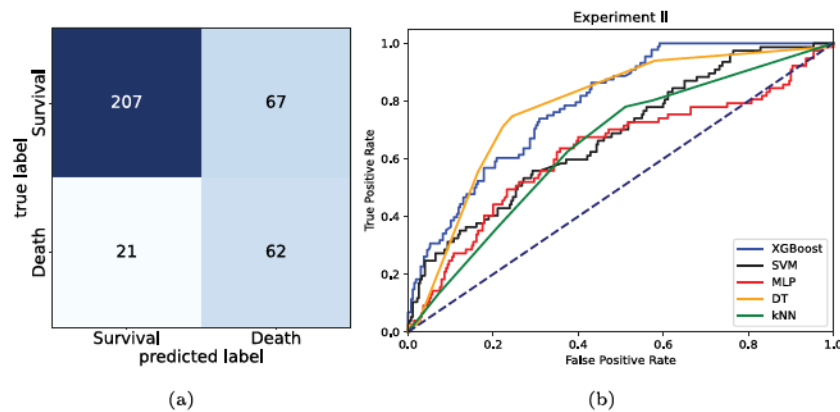 Survival
Death
true label
207
67
21
62
Survival
Death
predicted label
(a)
Experiment II
True Positive Rate
1.0
0.8
0.6
0.4
0.2
0.0
0.0
0.2
0.4
0.6
0.8
1.0
False Positive Rate
XGBoost
SVM
MLP
DT
kNN
(b)